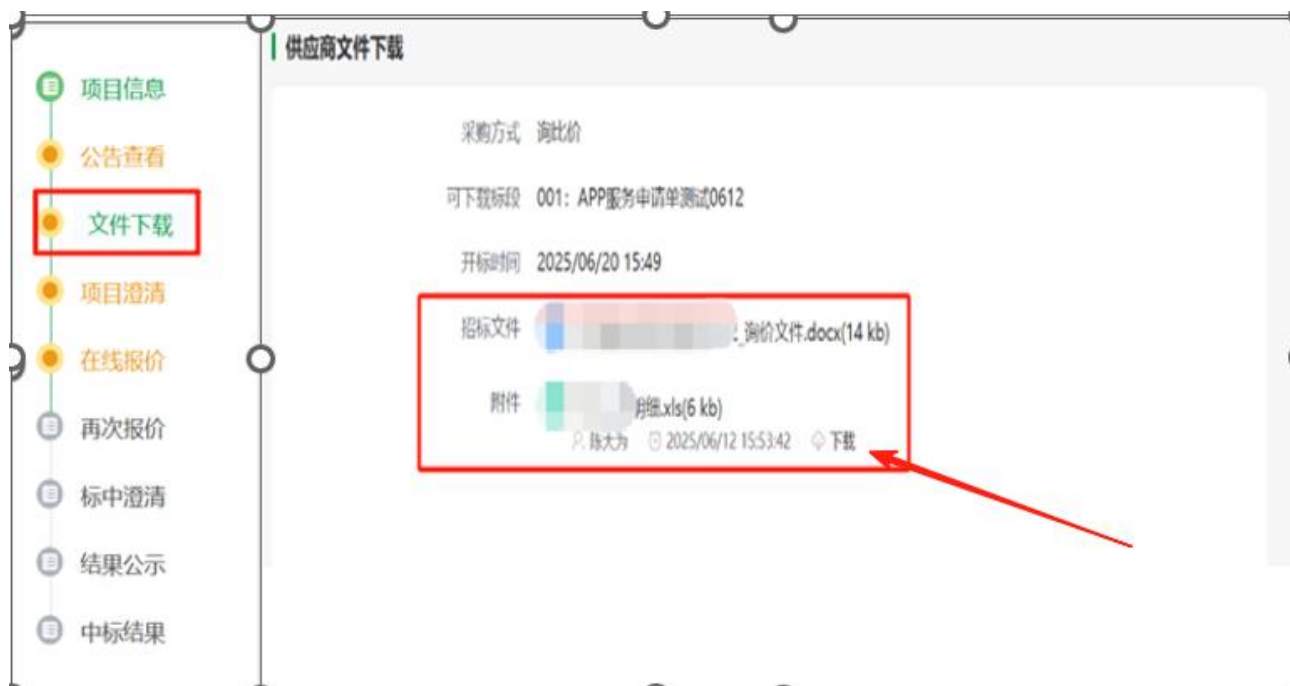 供应商文件下载
项目信息
公告查看
文件下载
项目澄清
在线报价
再次报价
标中澄清
结果公示
中标结果
采购方式 询比价
可下载标段 001：APP服务申请单测试0612
开标时间 2025/06/20 15:49
招标文件 _询价文件.docx(14 kb)
附件 明细.xls(6 kb)
陈大为 2025/06/12 15:53:42 下载